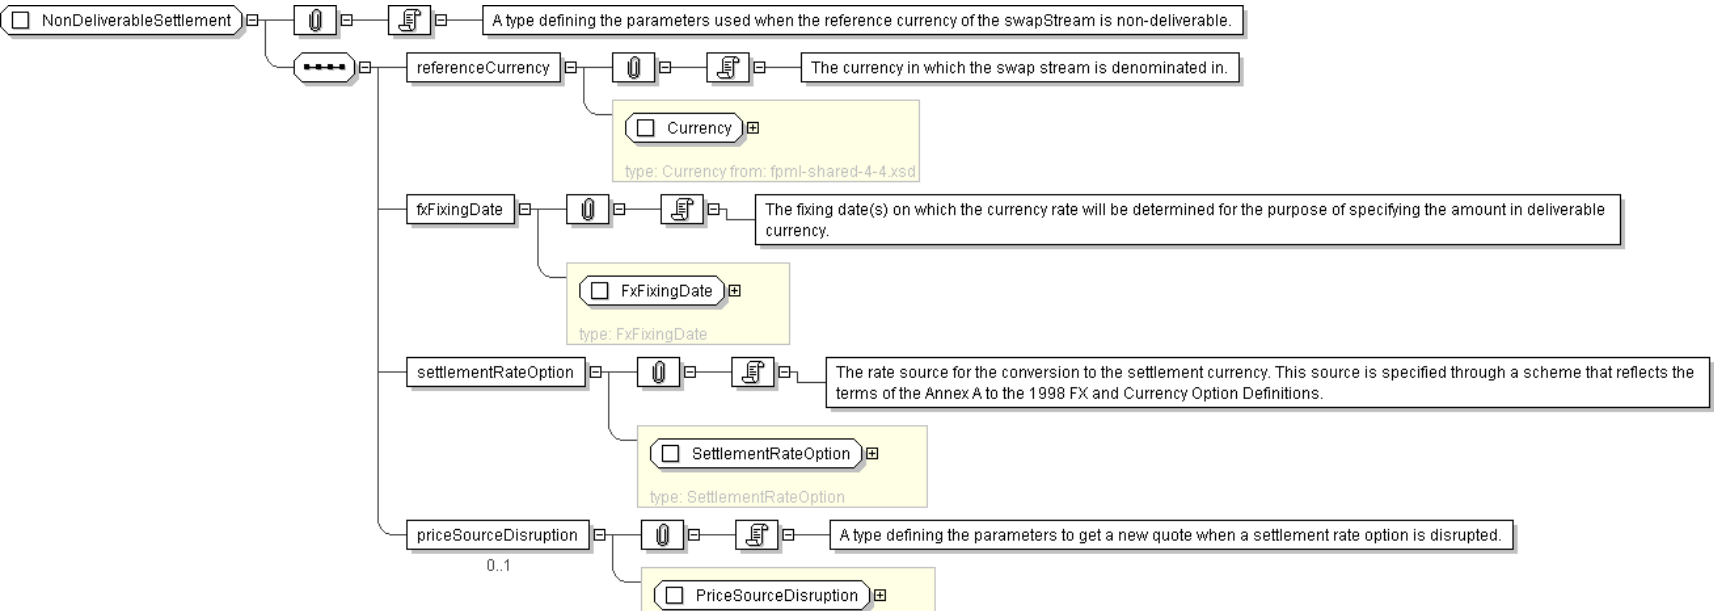 NonDeliverableSettlement
A type defining the parameters used when the reference currency of the swapStream is non-deliverable.
referenceCurrency
The currency in which the swap stream is denominated in.
Currency
type: Currency from: fpml-shared-4-4.xsd
fxFixingDate
The fixing date(s) on which the currency rate will be determined for the purpose of specifying the amount in deliverable
currency.
FxFixingDate
type: FxFixingDate
settlementRateOption
The rate source for the conversion to the settlement currency. This source is specified through a scheme that reflects the
terms of the Annex A to the 1998 FX and Currency Option Definitions.
SettlementRateOption
type: SettlementRateOption
priceSourceDisruption
A type defining the parameters to get a new quote when a settlement rate option is disrupted.
0..1
PriceSourceDisruption